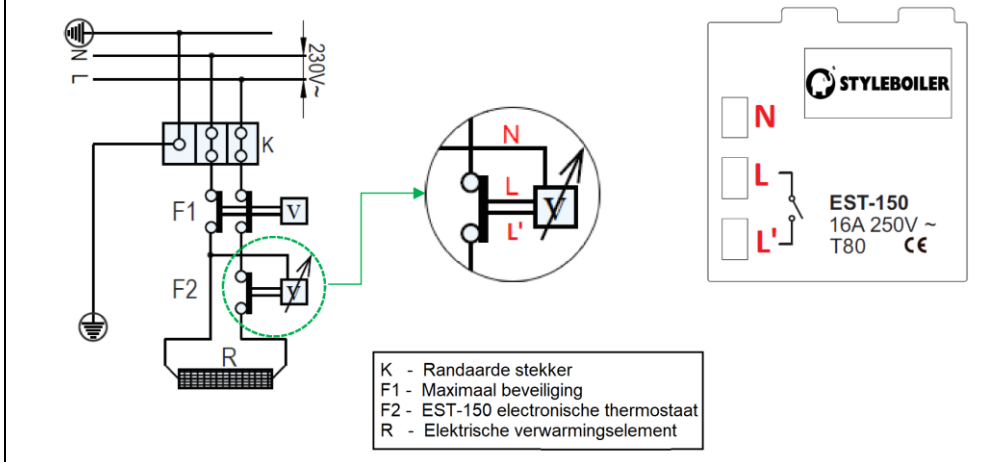 N
L
230V~
K
F1
V
F2
V
R
N
L
V
L'
STYLEBOILER
N
L
L'
EST-150
16A 250V ~
T80 CE
K - Randaarde stekker
F1 - Maximaal beveiliging
F2 - EST-150 electronische thermostaat
R - Elektrische verwarmingselement